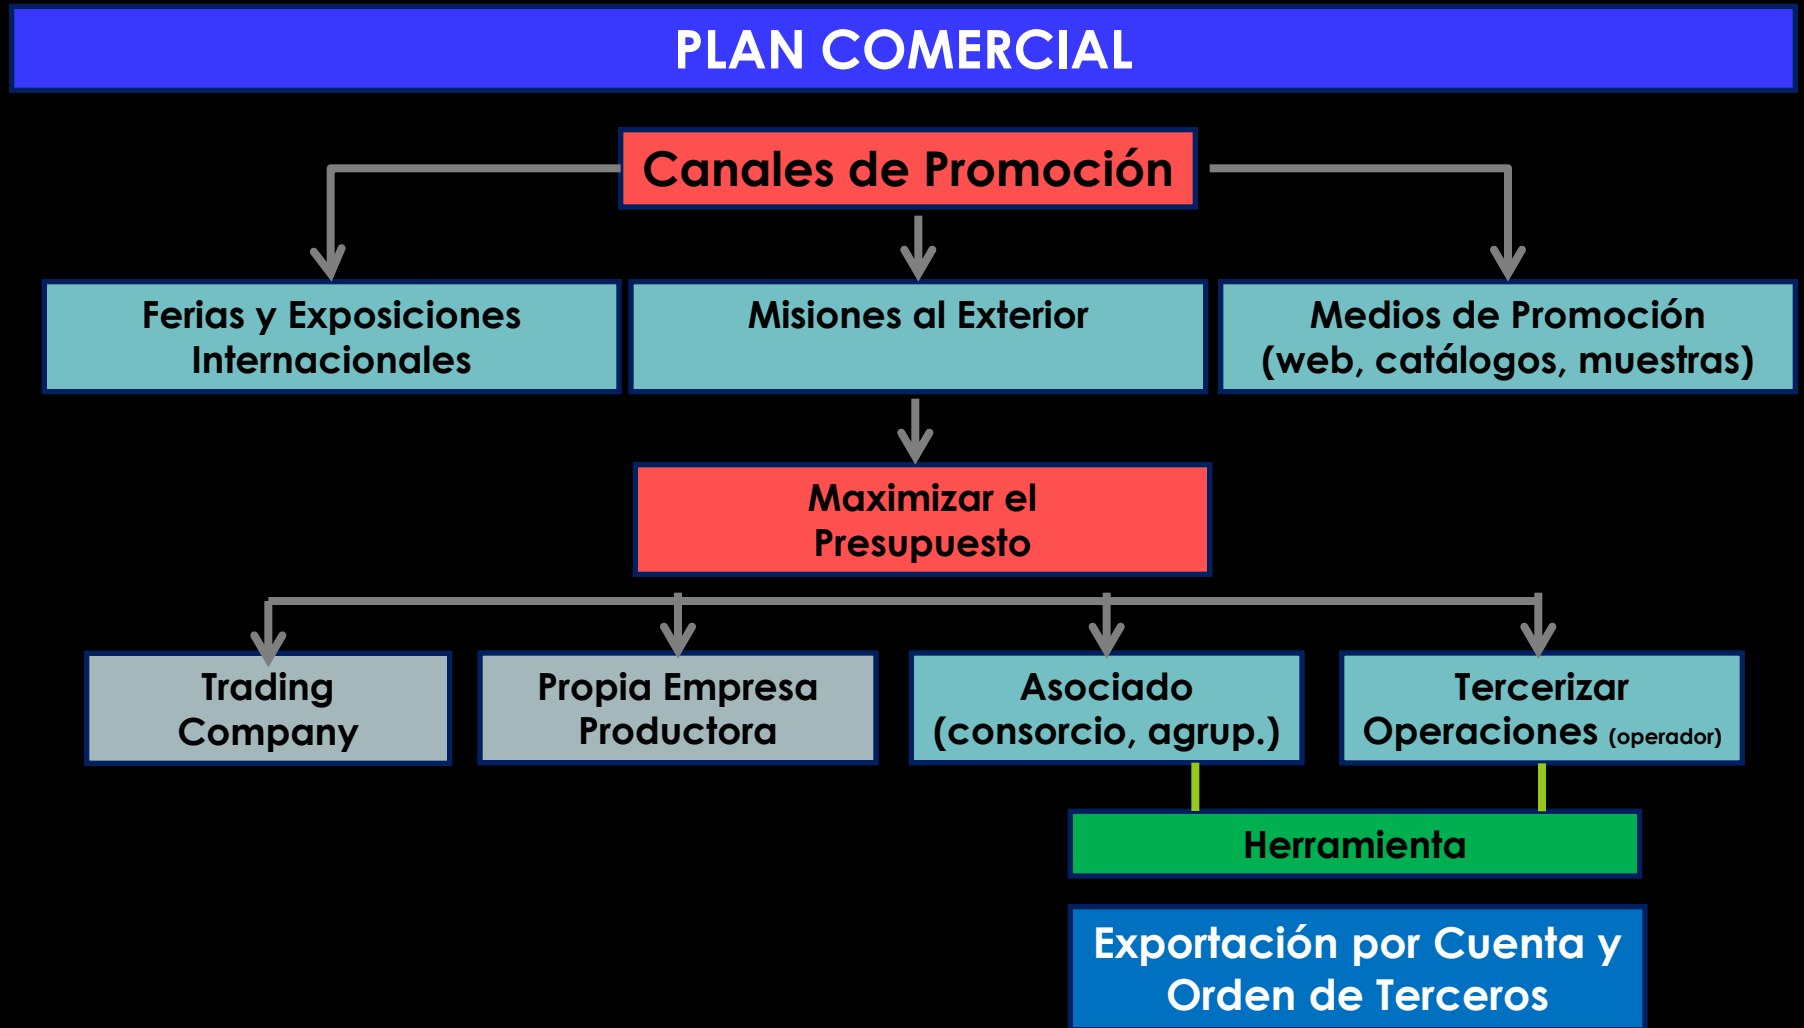 PLAN COMERCIAL
Canales de Promoción
Ferias y Exposiciones
Internacionales
Misiones al Exterior
Medios de Promoción
(web, catálogos, muestras)
Maximizar el
Presupuesto
Trading
Company
Propia Empresa
Productora
Asociado
(consorcio, agrup.)
Tercerizar
Operaciones (operador)
Herramienta
Exportación por Cuenta y
Orden de Terceros